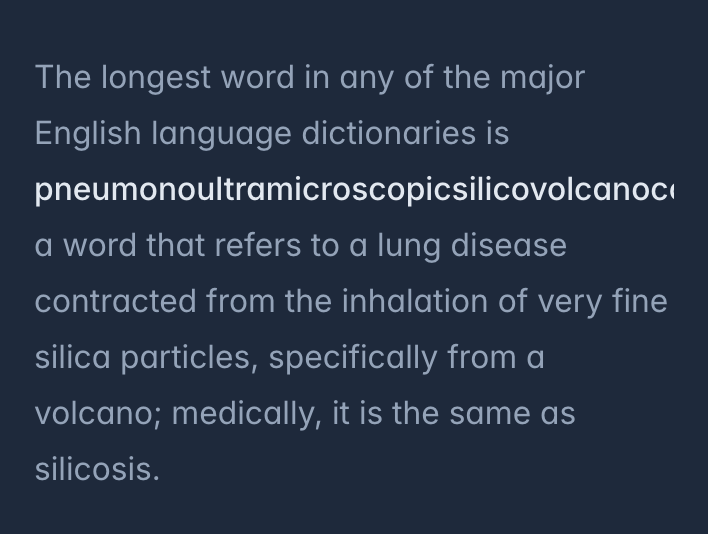 The longest word in any of the major
English language dictionaries is
pneumonoultramicroscopicsilicovolcanoc
a word that refers to a lung disease
contracted from the inhalation of very fine
silica particles, specifically from a
volcano; medically, it is the same as
silicosis.